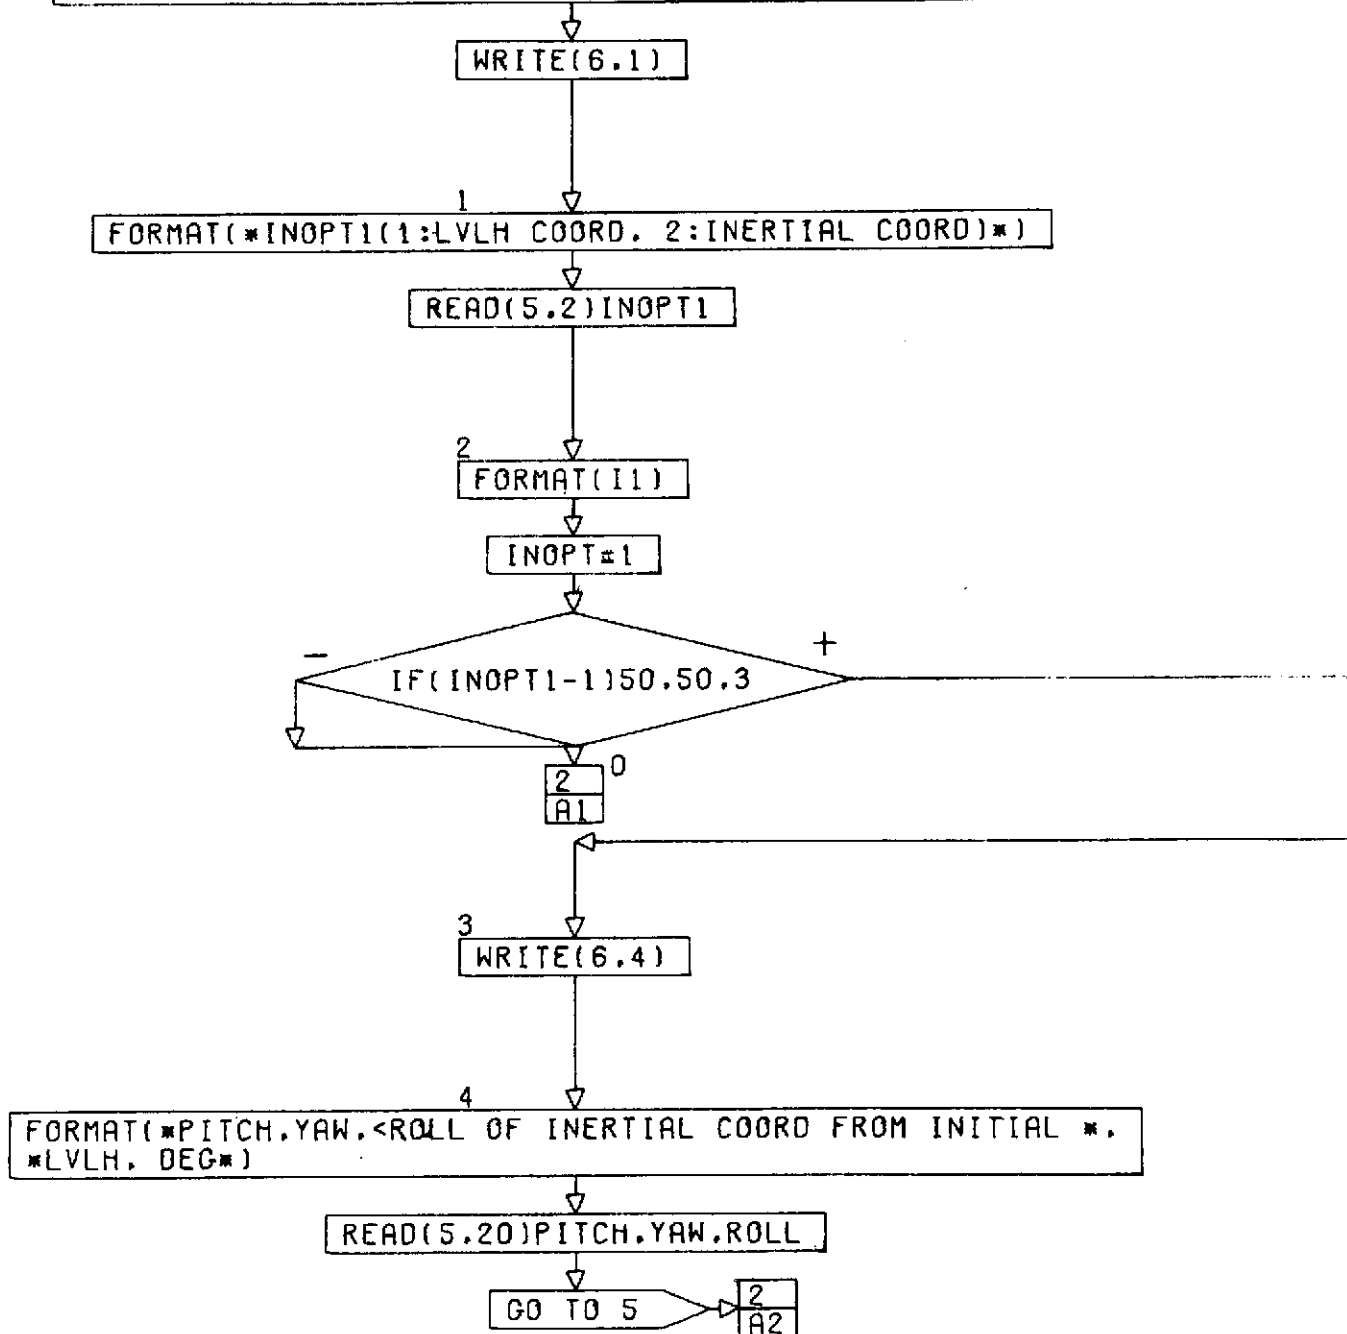 WRITE(6.1)
1
FORMAT(*INOPT1(1:LVLH COORD. 2:INERTIAL COORD)*)
READ(5.2)INOPT1
2
FORMAT(I1)
INOPT=1
- +
IF(INOPT1-1)50.50.3
0
2
A1
3
WRITE(6.4)
4
FORMAT(*PITCH.YAW.<ROLL OF INERTIAL COORD FROM INITIAL *.
*LVLH. DEG*)
READ(5.20)PITCH.YAW.ROLL
GO TO 5
2
A2